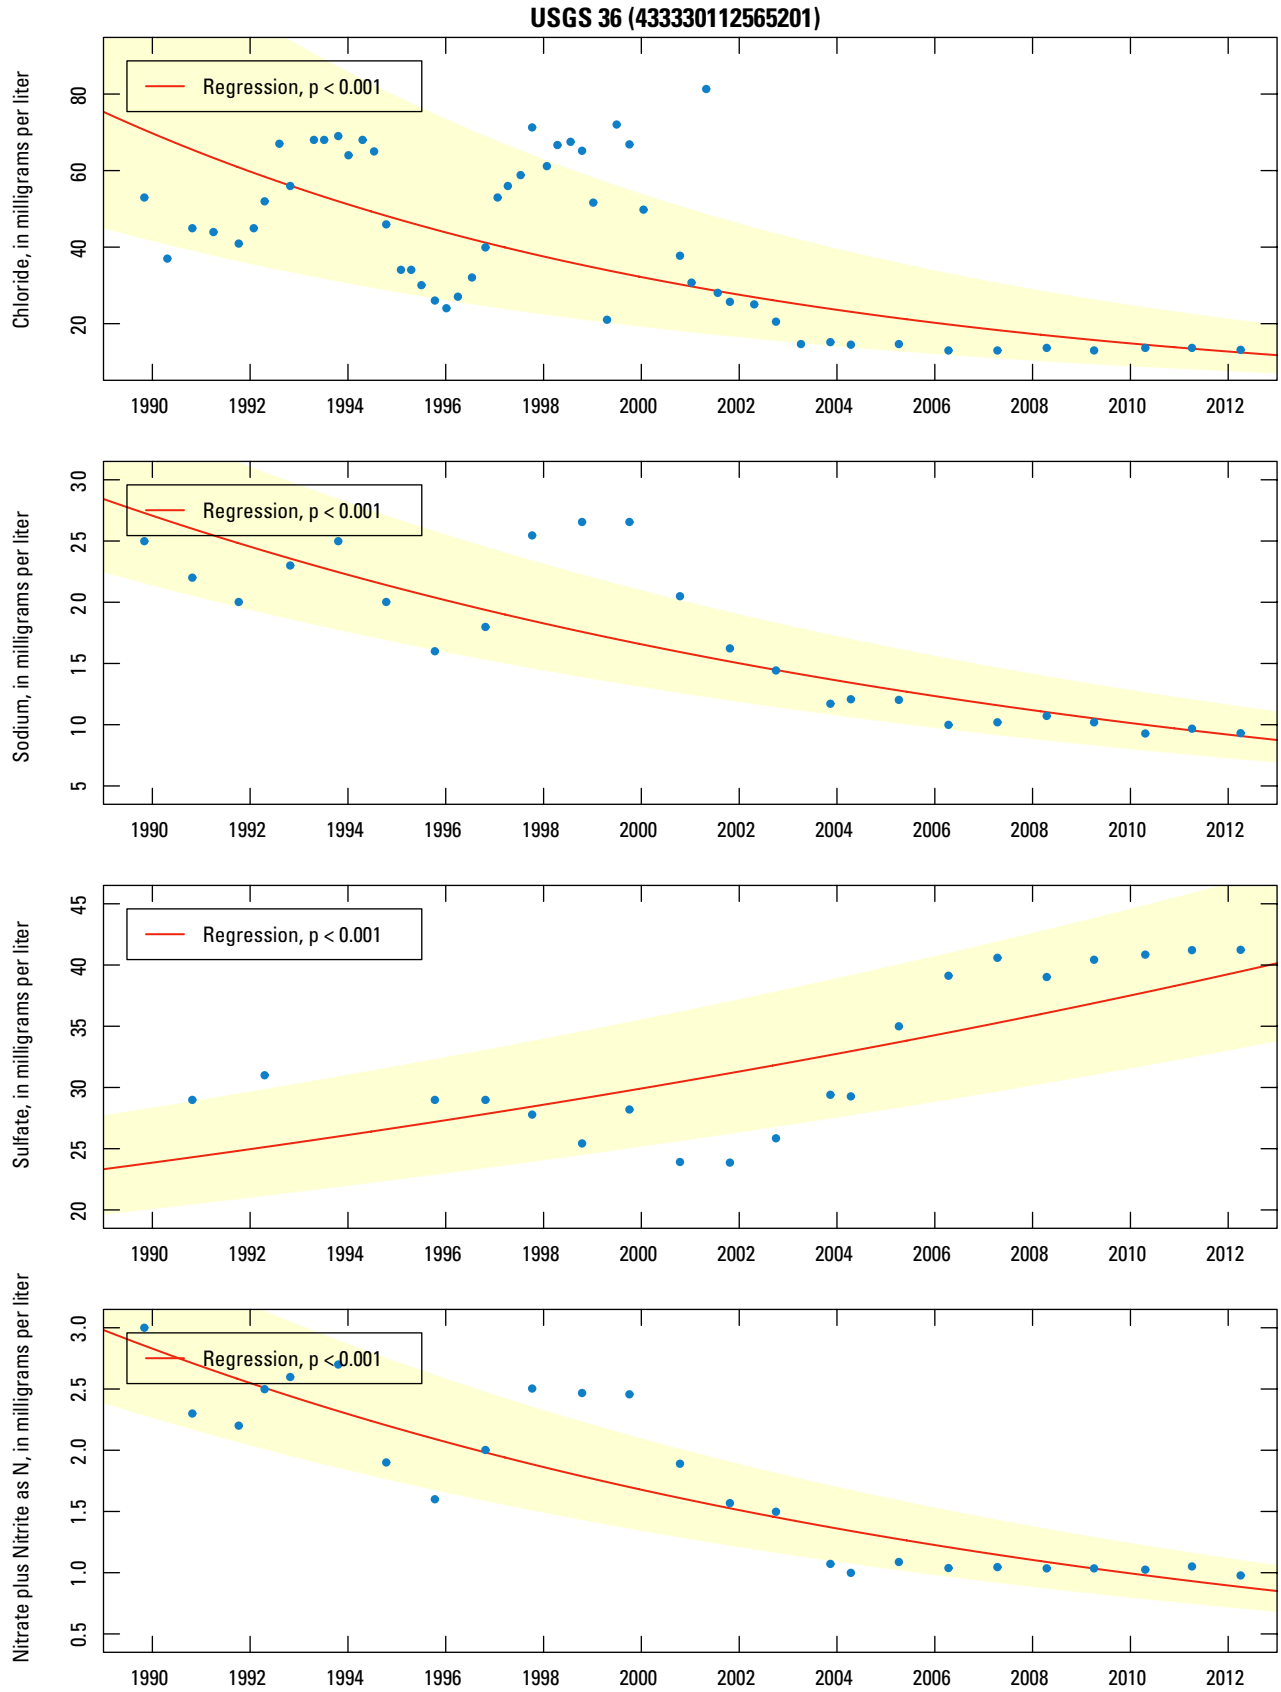 USGS 36 (433330112565201)
Chloride, in milligrams per liter
80
60
40
20
Regression, p < 0.001
1990 1992 1994 1996 1998 2000 2002 2004 2006 2008 2010 2012
Sodium, in milligrams per liter
30
25
20
15
10
5
Regression, p < 0.001
1990 1992 1994 1996 1998 2000 2002 2004 2006 2008 2010 2012
Sulfate, in milligrams per liter
45
40
35
30
25
20
Regression, p < 0.001
1990 1992 1994 1996 1998 2000 2002 2004 2006 2008 2010 2012
Nitrate plus Nitrite as N, in milligrams per liter
3.0
2.5
2.0
1.5
1.0
0.5
Regression, p < 0.001
1990 1992 1994 1996 1998 2000 2002 2004 2006 2008 2010 2012